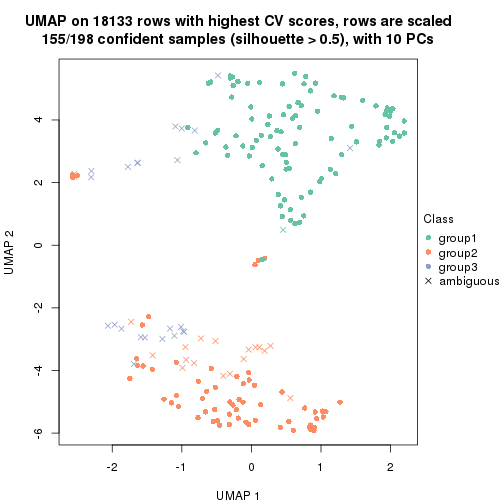 UMAP on 18133 rows with highest CV scores, rows are scaled
155/198 confident samples (silhouette > 0.5), with 10 PCs
4
2
0
-2
-4
-6
UMAP 2
-2
-1
0
1
2
UMAP 1
Class
group1
group2
group3
ambiguous